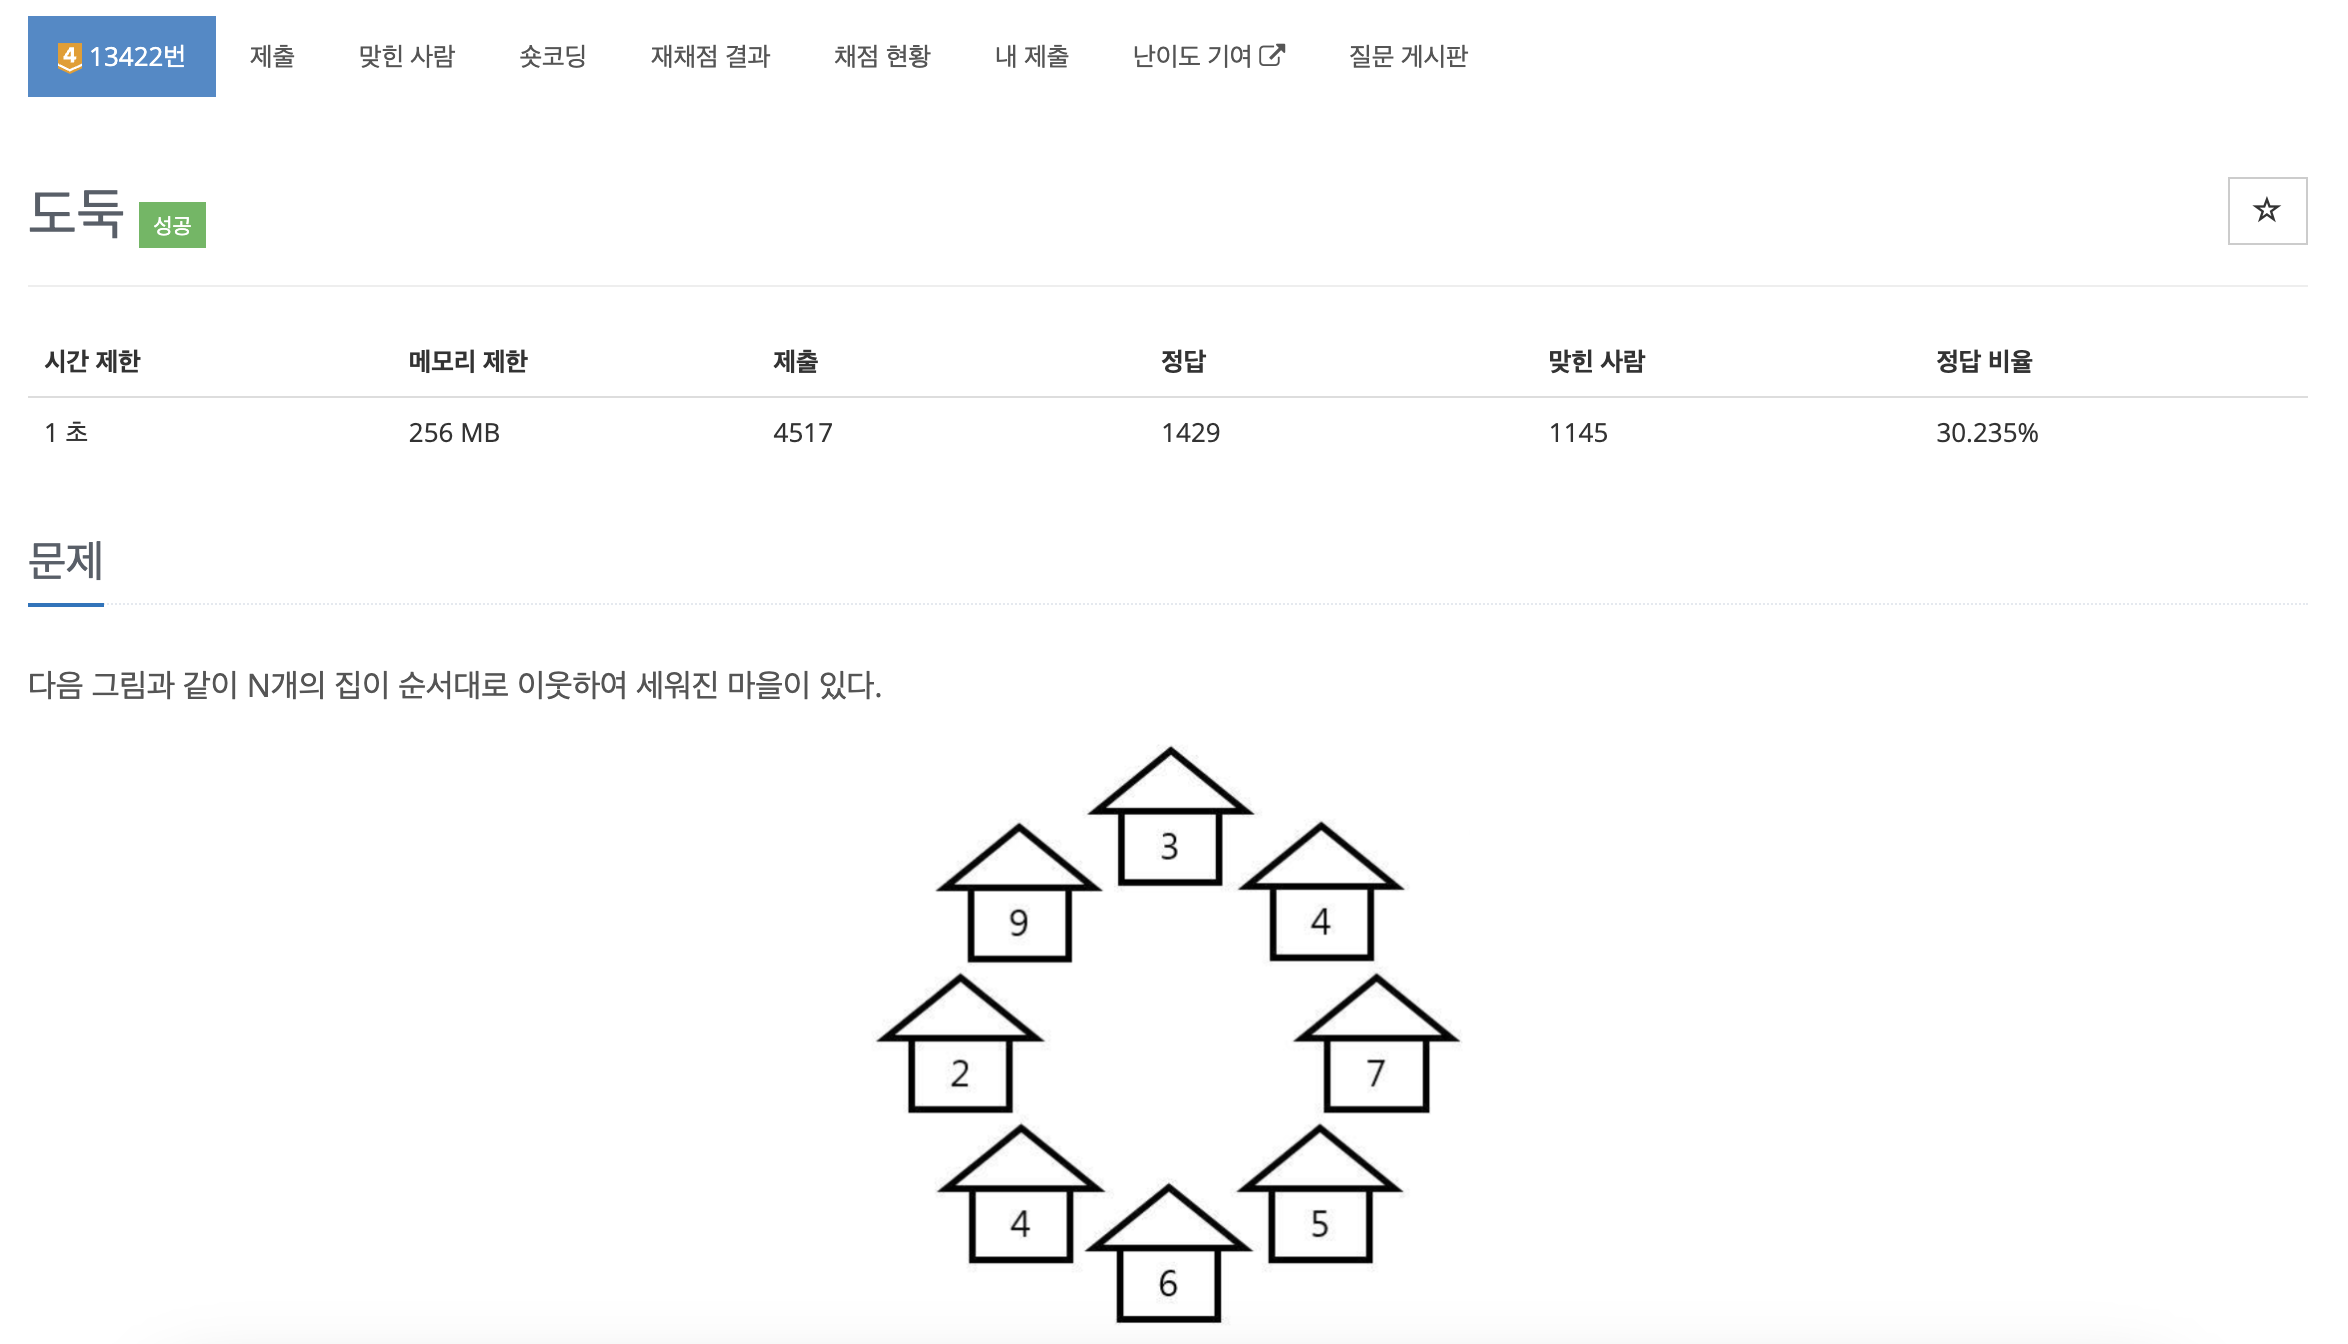 4 13422번 제출 맞힌 사람 숏코딩 재채점 결과 채점 현황 내 제출 난이도 기여 질문 게시판
도둑 성공
시간 제한 메모리 제한 제출 정답 맞힌 사람 정답 비율
1 초 256 MB 4517 1429 1145 30.235%
문제
다음 그림과 같이 N개의 집이 순서대로 이웃하여 세워진 마을이 있다.
3
9 4
2 7
4 5
6